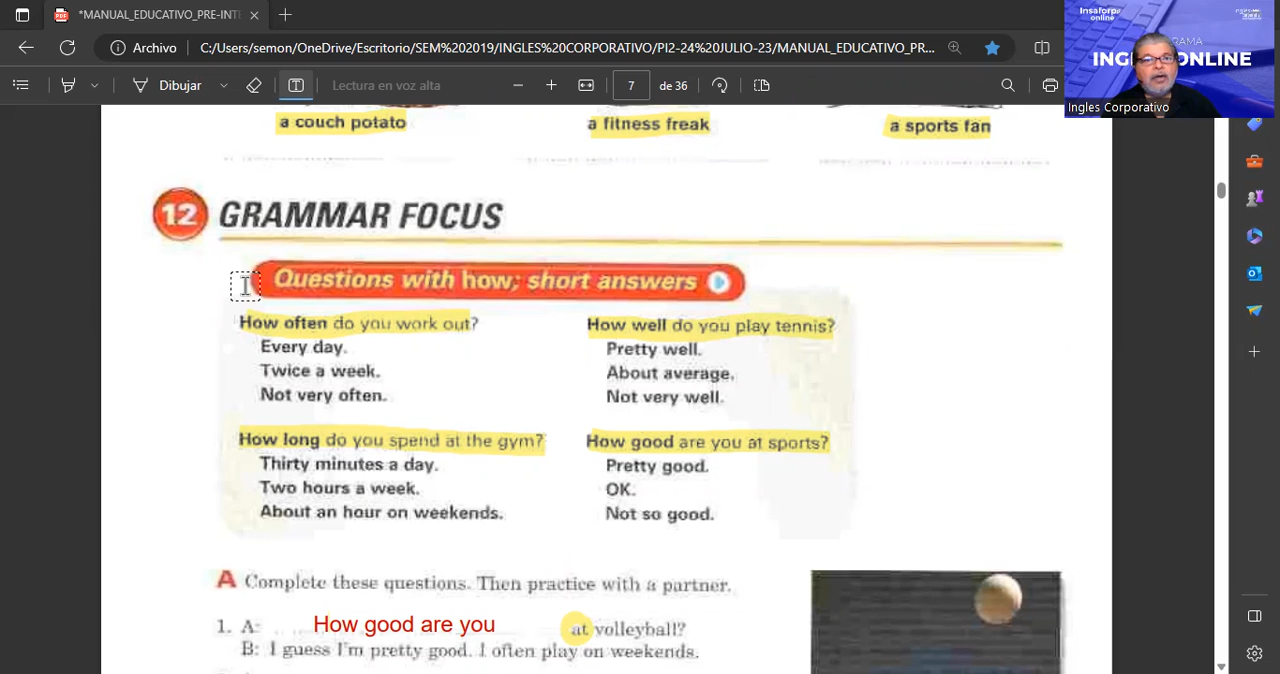 *MANUAL_EDUCATIVO_PRE-INTE
Archivo
C:/Users/semon/OneDrive/Escritorio/SEM%202019/INGLES%20CORPORATIVO/PI2-24%20JULIO-23/MANUAL_EDUCATIVO_PR...
Dibujar
Lectura en voz alta
7
de 36
Insaforp
online
INGLES
Ingles Corporativo
a couch potato
a fitness freak
a sports fan
12 GRAMMAR FOCUS
Questions with how; short answers
How often do you work out?
Every day.
Twice a week.
Not very often.
How well do you play tennis?
Pretty well.
About average.
Not very well.
How long do you spend at the gym?
Thirty minutes a day.
Two hours a week.
About an hour on weekends.
How good are you at sports?
Pretty good.
OK.
Not so good.
A Complete these questions. Then practice with a partner.
1. A: How good are you at volleyball?
B: I guess I'm pretty good. I often play on weekends.